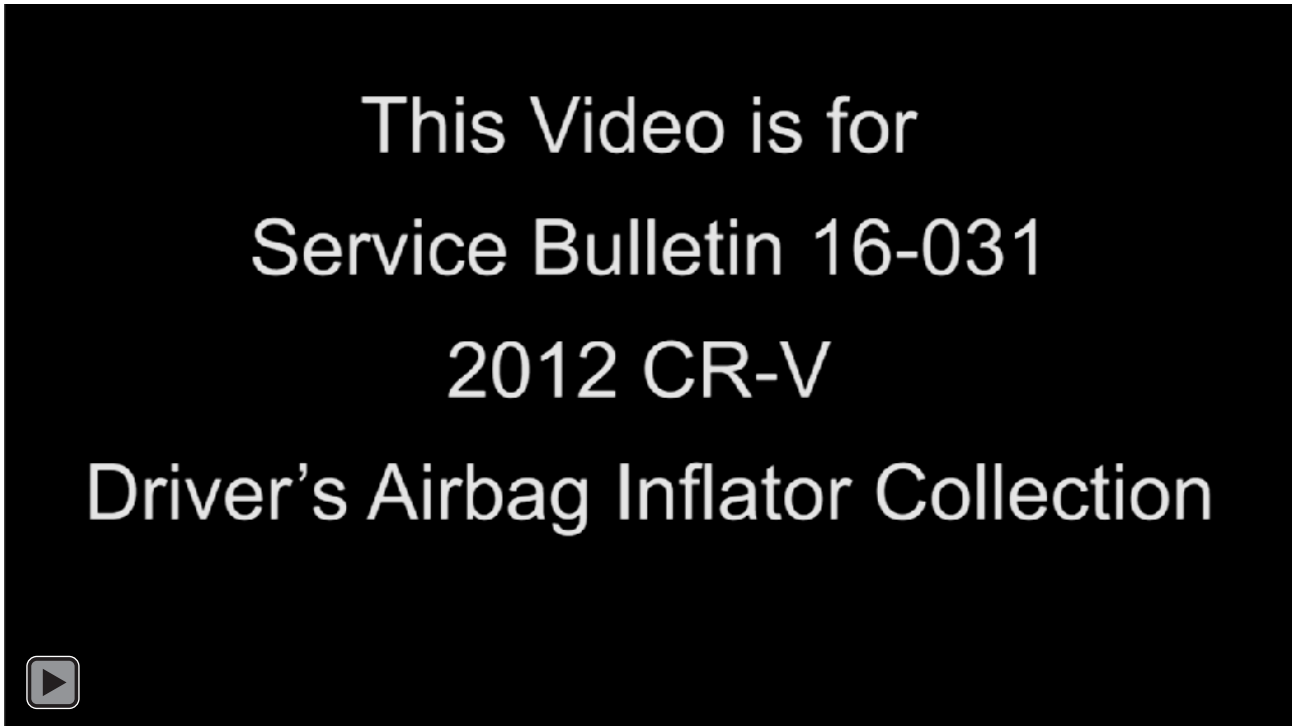 This Video is for
Service Bulletin 16-031
2012 CR-V
Driver’s Airbag Inflator Collection